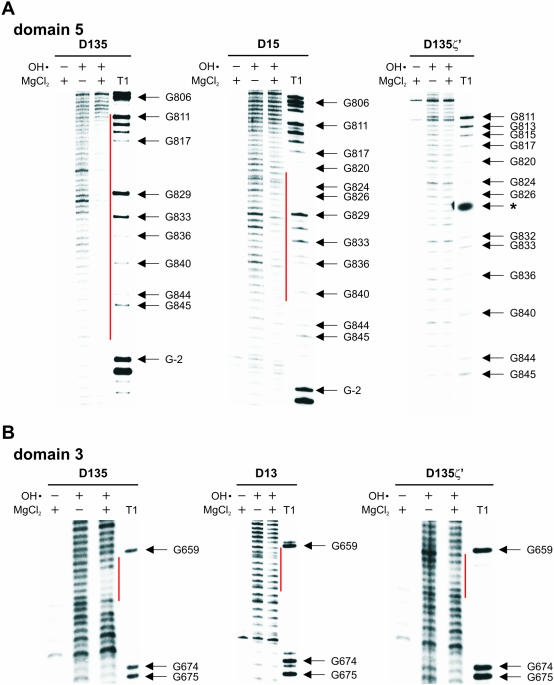 A
domain 5
D135 D15 D135ζ'
OH• − + + OH• − + + OH• − + +
MgCl₂ + − + T1 MgCl₂ + − + T1 MgCl₂ + − + T1
G806
G811
G817
G829
G833
G836
G840
G844
G845
G-2
G806
G811
G817
G820
G824
G826
G829
G833
G836
G840
G844
G845
G-2
G811
G813
G815
G817
G820
G824
G826
*
G832
G833
G836
G840
G844
G845
B
domain 3
D135 D13 D135ζ'
OH• − + + OH• − + + OH• − + +
MgCl₂ + − + T1 MgCl₂ + − + T1 MgCl₂ + − + T1
G659 G659 G659
G674 G674 G674
G675 G675 G675